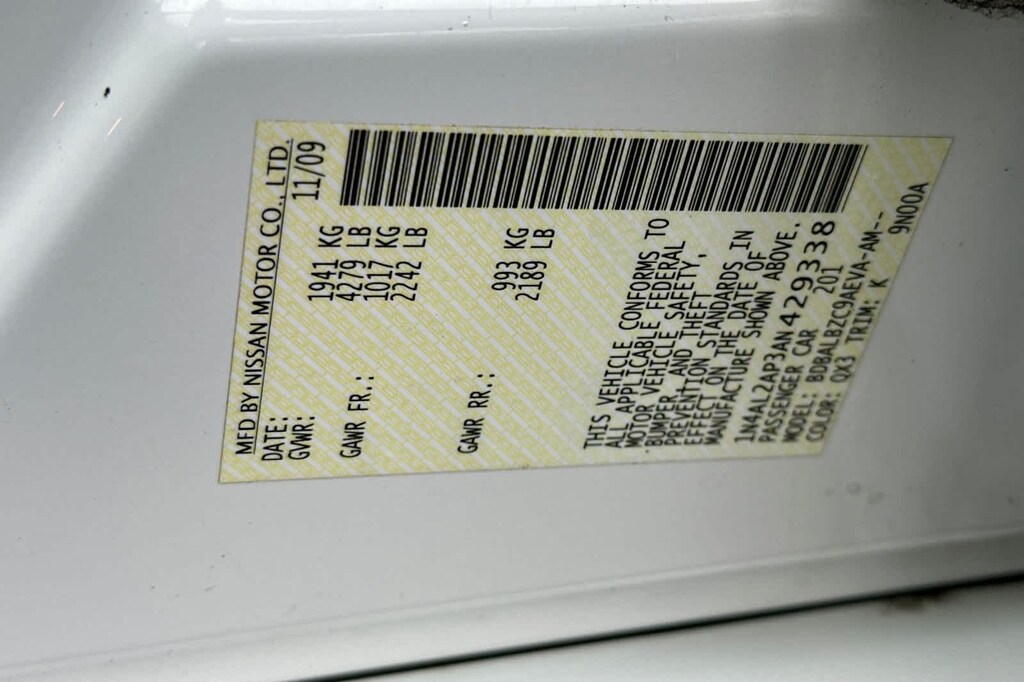 MFD BY NISSAN MOTOR CO., LTD.
DATE: 11/09
GVWR: 1941 KG
4279 LB
GAWR FR.: 1017 KG
2242 LB
GAWR RR.: 993 KG
2189 LB
THIS VEHICLE CONFORMS TO
ALL APPLICABLE FEDERAL
MOTOR VEHICLE SAFETY,
BUMPER AND THEFT
PREVENTION STANDARDS IN
EFFECT ON THE DATE OF
MANUFACTURE SHOWN ABOVE.
1N4AL2AP3AN429338
PASSENGER CAR 201
MODEL: BDBALBZC9AEVA-AM--
COLOR: QX3 TRIM: K 9N00A